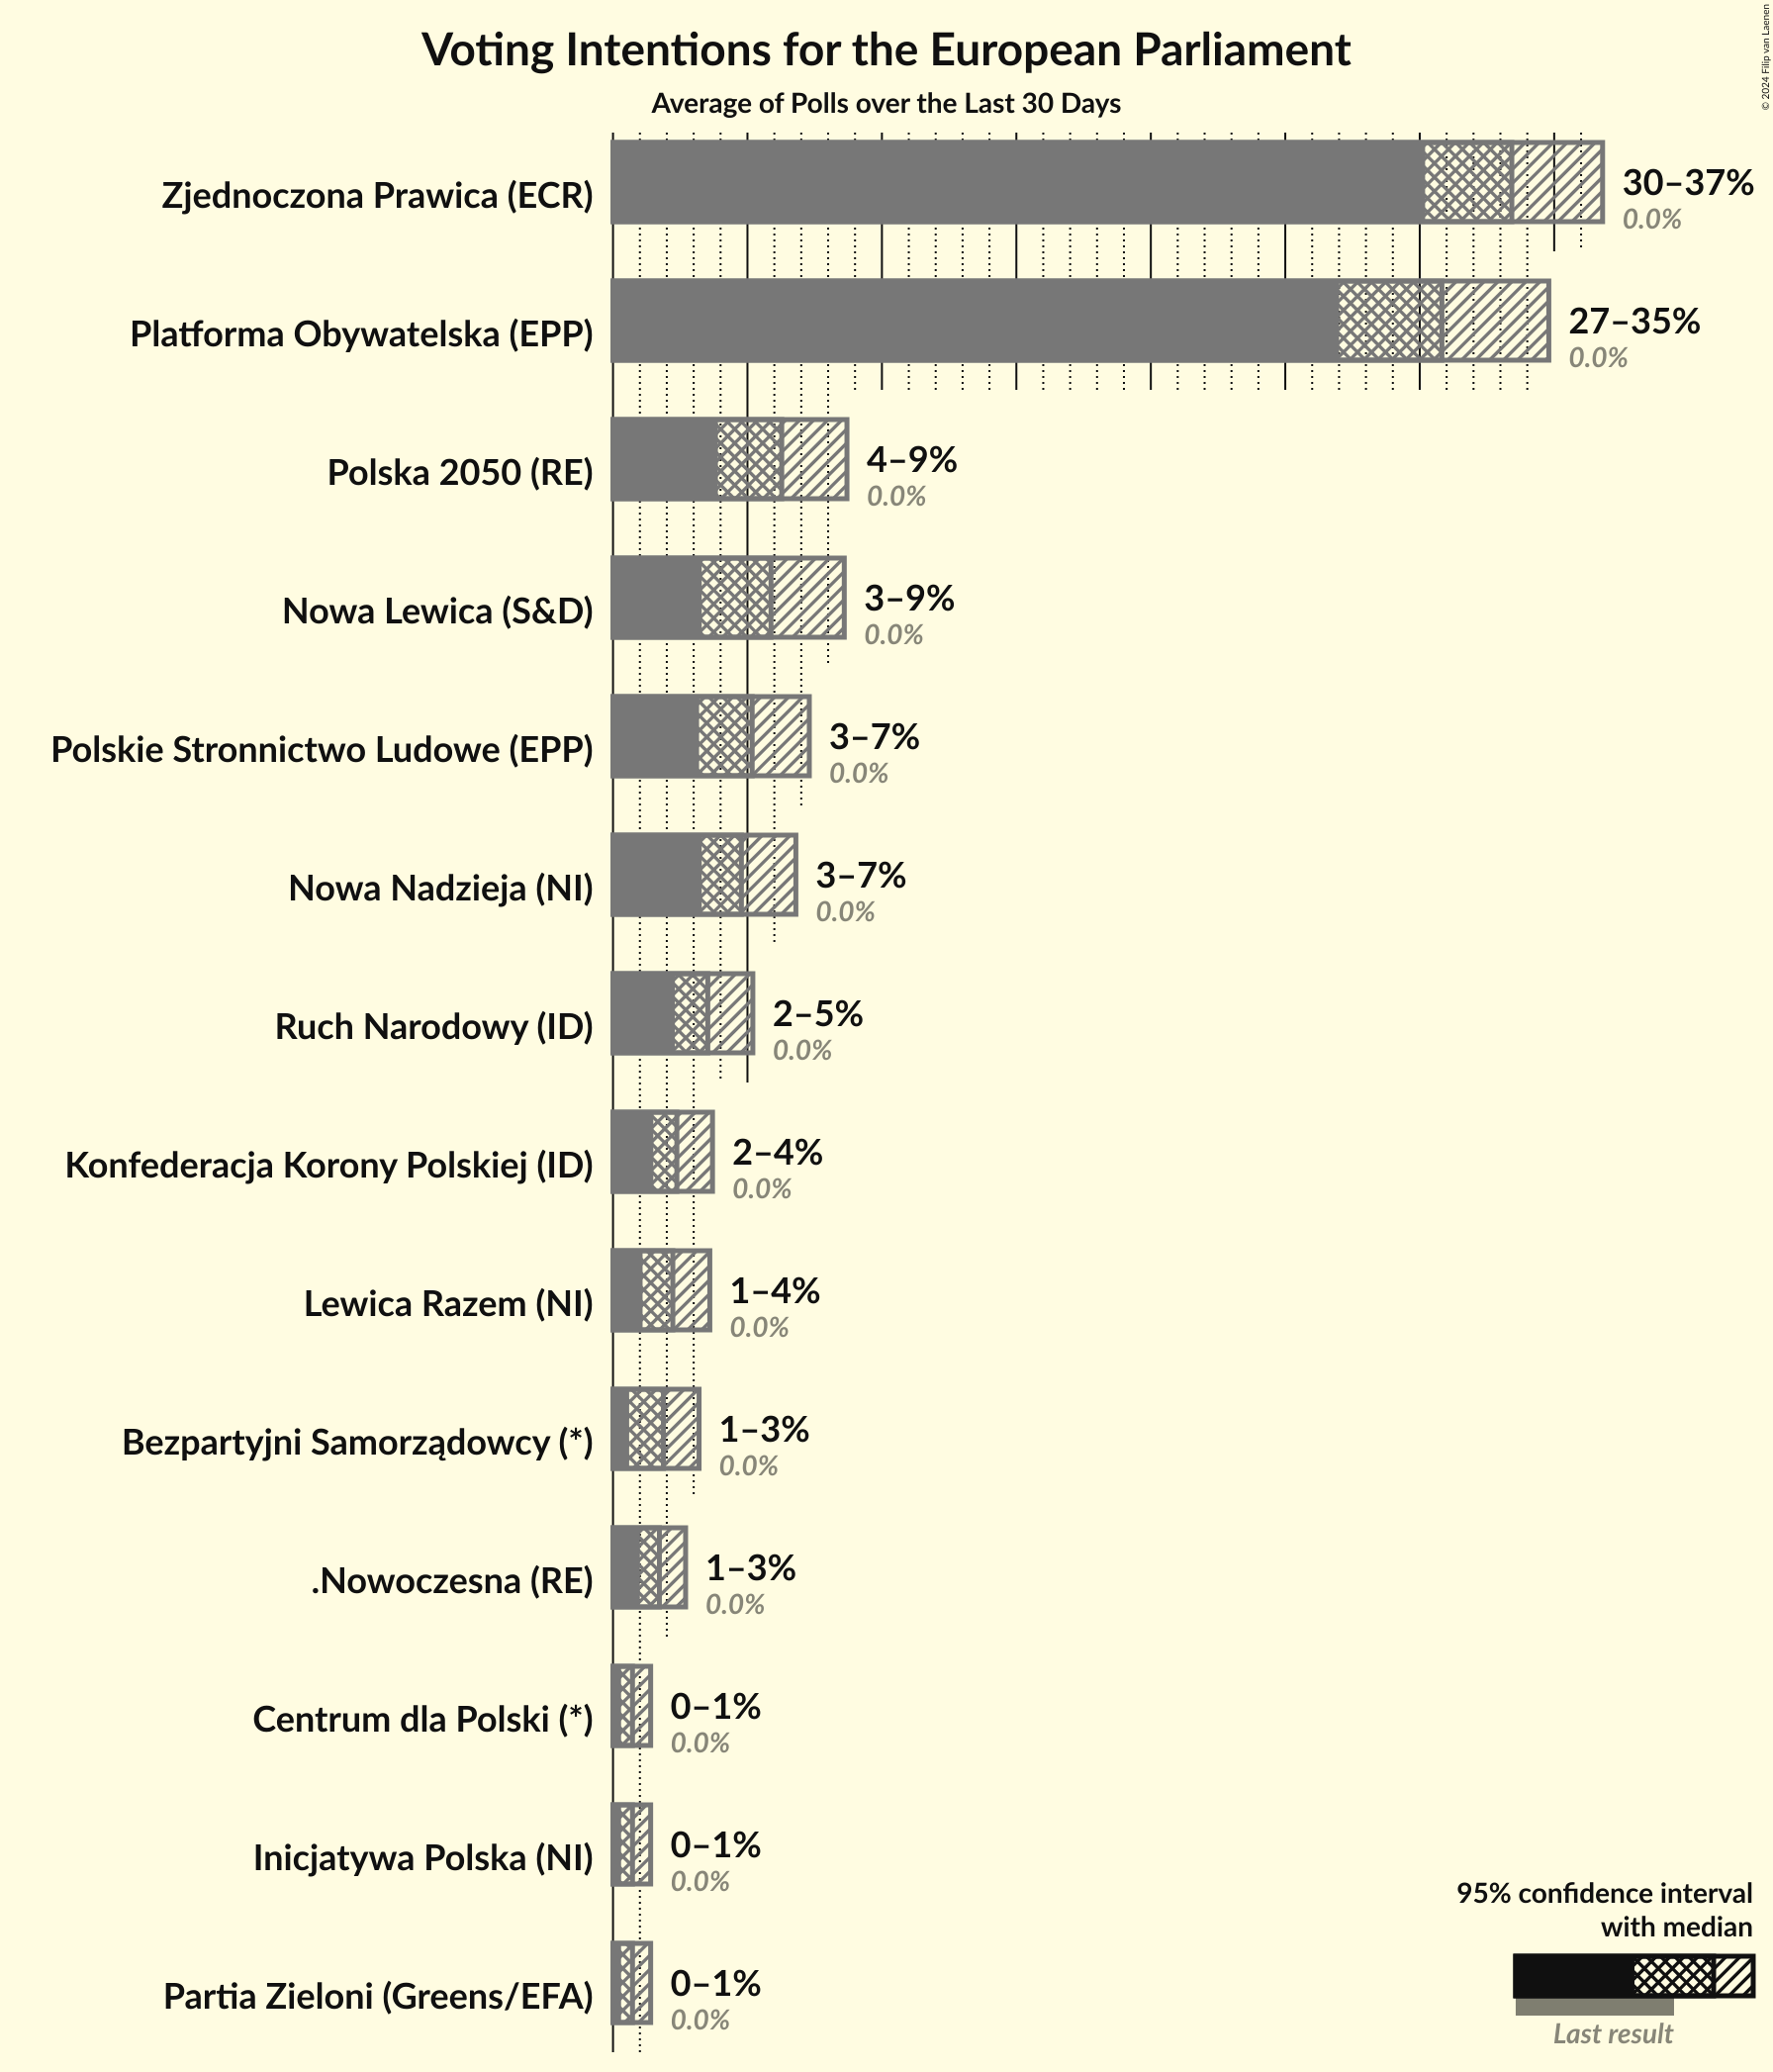 Voting Intentions for the European Parliament
Average of Polls over the Last 30 Days
© 2024 Filip van Laenen
Zjednoczona Prawica (ECR)
30–37%
0.0%
Platforma Obywatelska (EPP)
27–35%
0.0%
Polska 2050 (RE)
4–9%
0.0%
Nowa Lewica (S&D)
3–9%
0.0%
Polskie Stronnictwo Ludowe (EPP)
3–7%
0.0%
Nowa Nadzieja (NI)
3–7%
0.0%
Ruch Narodowy (ID)
2–5%
0.0%
Konfederacja Korony Polskiej (ID)
2–4%
0.0%
Lewica Razem (NI)
1–4%
0.0%
Bezpartyjni Samorządowcy (*)
1–3%
0.0%
.Nowoczesna (RE)
1–3%
0.0%
Centrum dla Polski (*)
0–1%
0.0%
Inicjatywa Polska (NI)
0–1%
0.0%
Partia Zieloni (Greens/EFA)
0–1%
0.0%
95% confidence interval
with median
Last result